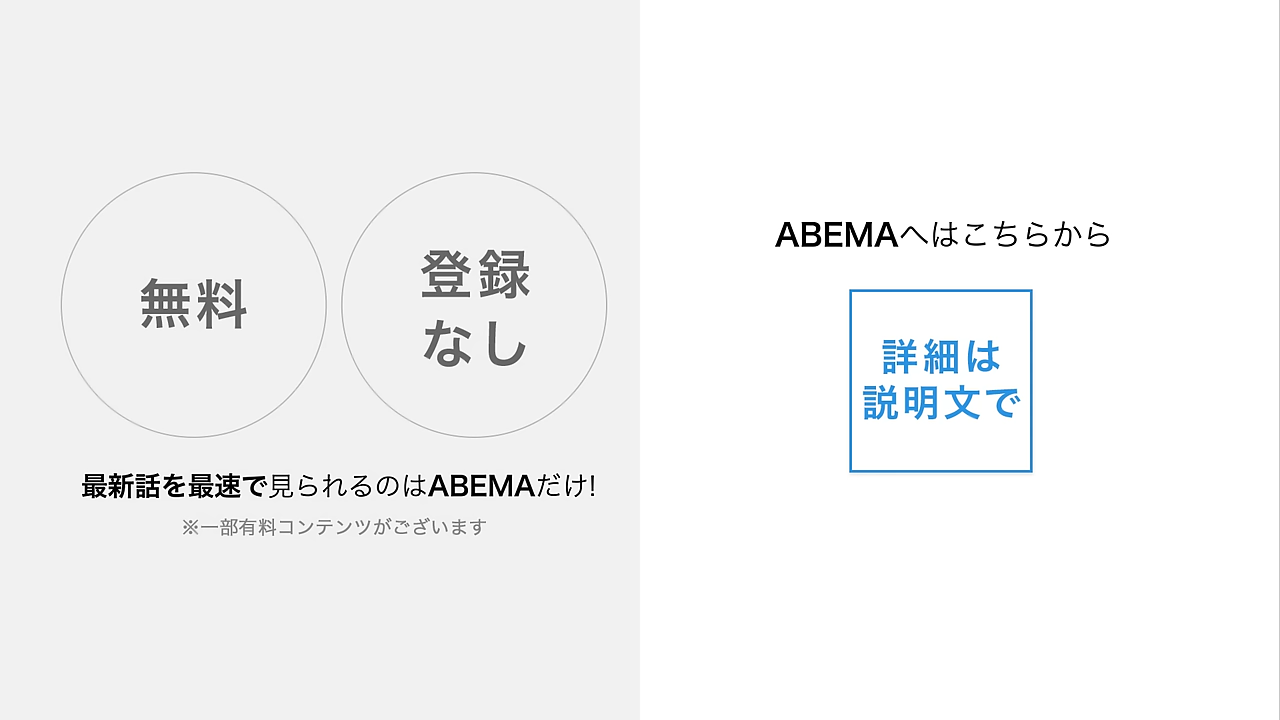 無料
登録
なし
最新話を最速で見られるのはABEMAだけ!
※一部有料コンテンツがございます
ABEMAへはこちらから
詳細は
説明文で